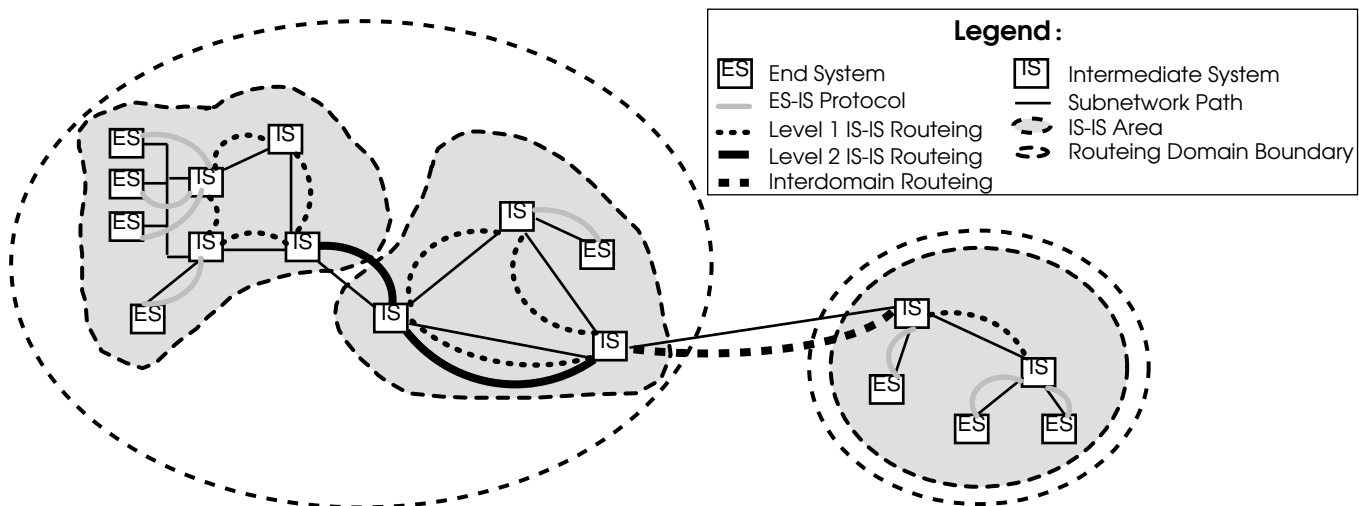 Legend :
ES End System
IS Intermediate System
ES-IS Protocol
Subnetwork Path
Level 1 IS-IS Routeing
IS-IS Area
Level 2 IS-IS Routeing
Routeing Domain Boundary
Interdomain Routeing
ES
IS
ES
IS
ES
IS
IS
ES
IS
ES
IS
IS
IS
ES
IS
ES
ES